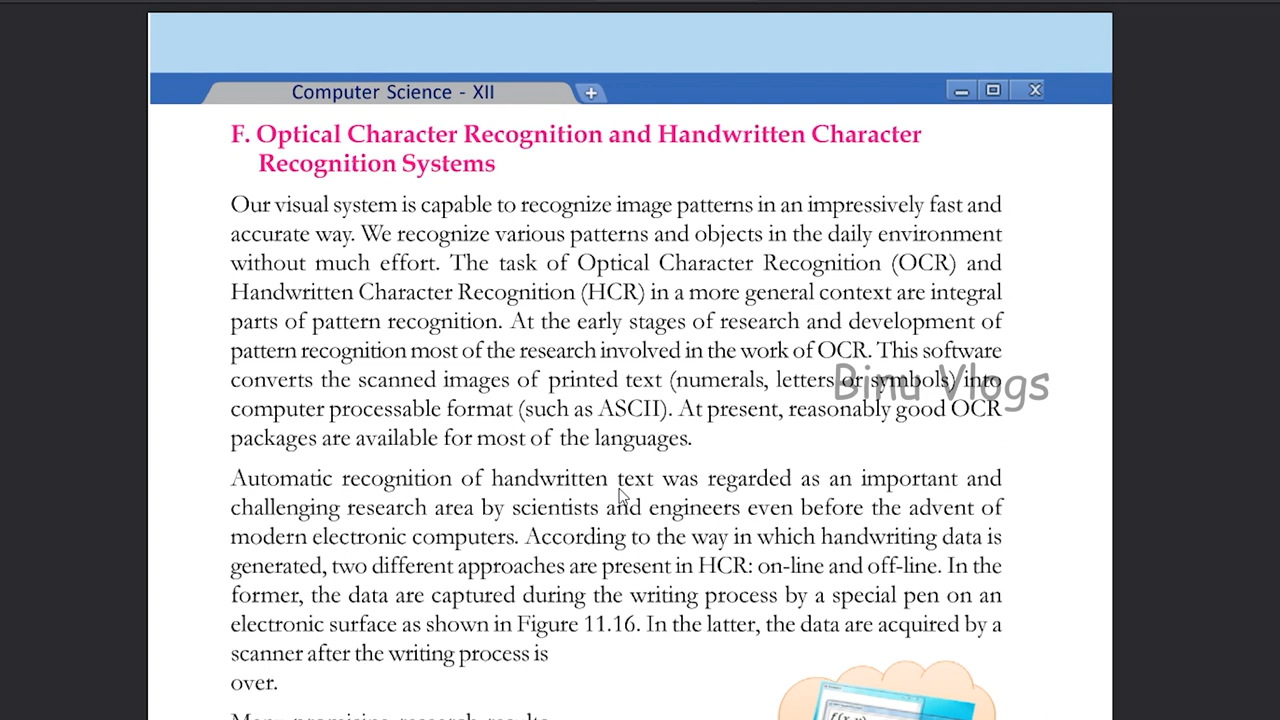 Computer Science - XII
F. Optical Character Recognition and Handwritten Character
Recognition Systems
Our visual system is capable to recognize image patterns in an impressively fast and
accurate way. We recognize various patterns and objects in the daily environment
without much effort. The task of Optical Character Recognition (OCR) and
Handwritten Character Recognition (HCR) in a more general context are integral
parts of pattern recognition. At the early stages of research and development of
pattern recognition most of the research involved in the work of OCR. This software
converts the scanned images of printed text (numerals, letters or symbols) into
Binu Vlogs
computer processable format (such as ASCII). At present, reasonably good OCR
packages are available for most of the languages.
Automatic recognition of handwritten text was regarded as an important and
challenging research area by scientists and engineers even before the advent of
modern electronic computers. According to the way in which handwriting data is
generated, two different approaches are present in HCR: on-line and off-line. In the
former, the data are captured during the writing process by a special pen on an
electronic surface as shown in Figure 11.16. In the latter, the data are acquired by a
scanner after the writing process is
over.
Many promising research results